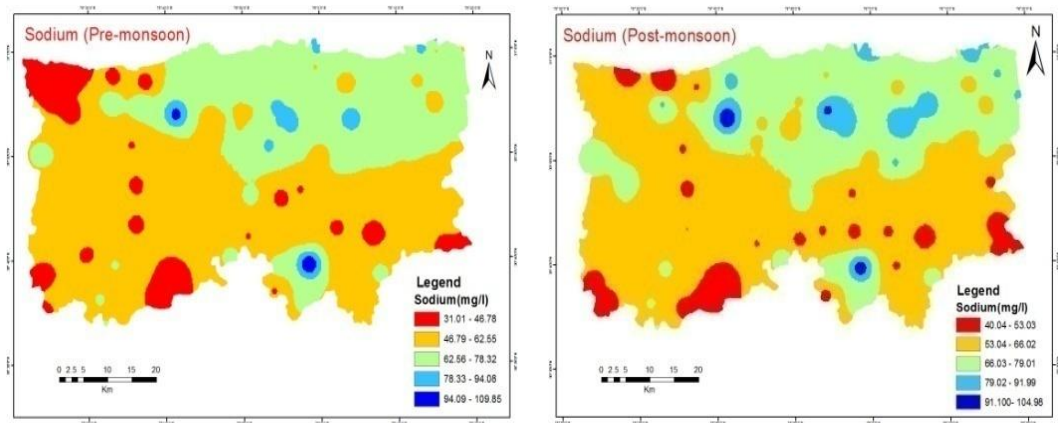 Sodium (Pre-monsoon)
N
Legend
Sodium(mg/l)
31.01 - 46.78
46.79 - 62.55
62.56 - 78.32
78.33 - 94.08
94.09 - 109.85
0 2.5 5 10 15 20
Km
Sodium (Post-monsoon)
N
Legend
Sodium(mg/l)
40.04 - 53.03
53.04 - 66.02
66.03 - 79.01
79.02 - 91.99
91.100- 104.98
0 2.5 5 10 15 20
Km